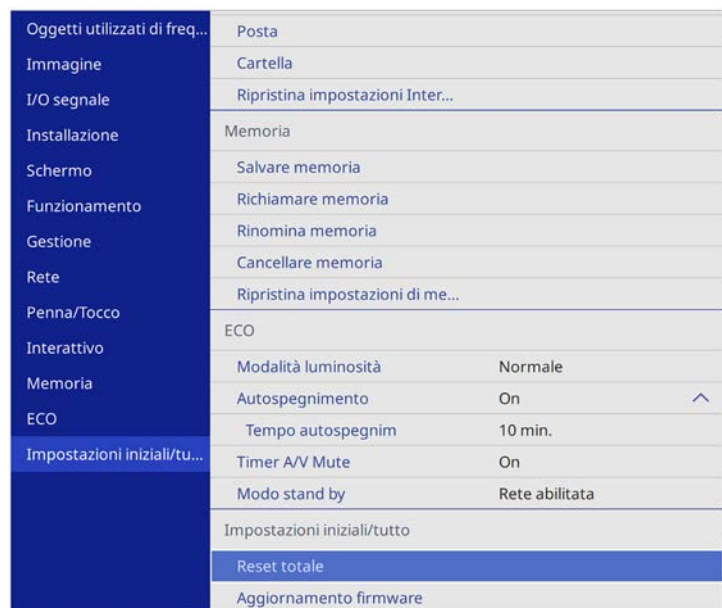 Oggetti utilizzati di freq...
Immagine
I/O segnale
Installazione
Schermo
Funzionamento
Gestione
Rete
Penna/Tocco
Interattivo
Memoria
ECO
Impostazioni iniziali/tu...
Posta
Cartella
Ripristina impostazioni Inter...
Memoria
Salvare memoria
Richiamare memoria
Rinomina memoria
Cancellare memoria
Ripristina impostazioni di me...
ECO
Modalità luminosità Normale
Autospegnimento On
Tempo autospegnim 10 min.
Timer A/V Mute On
Modo stand by Rete abilitata
Impostazioni iniziali/tutto
Reset totale
Aggiornamento firmware